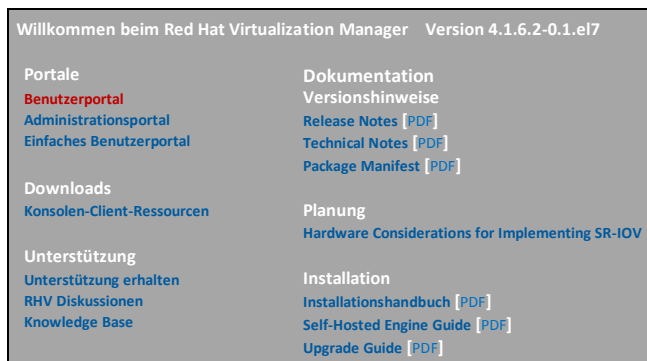 Willkommen beim Red Hat Virtualization Manager Version 4.1.6.2-0.1.el7
Portale
Benutzerportal
Administrationsportal
Einfaches Benutzerportal
Downloads
Konsolen-Client-Ressourcen
Unterstützung
Unterstützung erhalten
RHV Diskussionen
Knowledge Base
Dokumentation
Versionshinweise
Release Notes [PDF]
Technical Notes [PDF]
Package Manifest [PDF]
Planung
Hardware Considerations for Implementing SR-IOV
Installation
Installationshandbuch [PDF]
Self-Hosted Engine Guide [PDF]
Upgrade Guide [PDF]